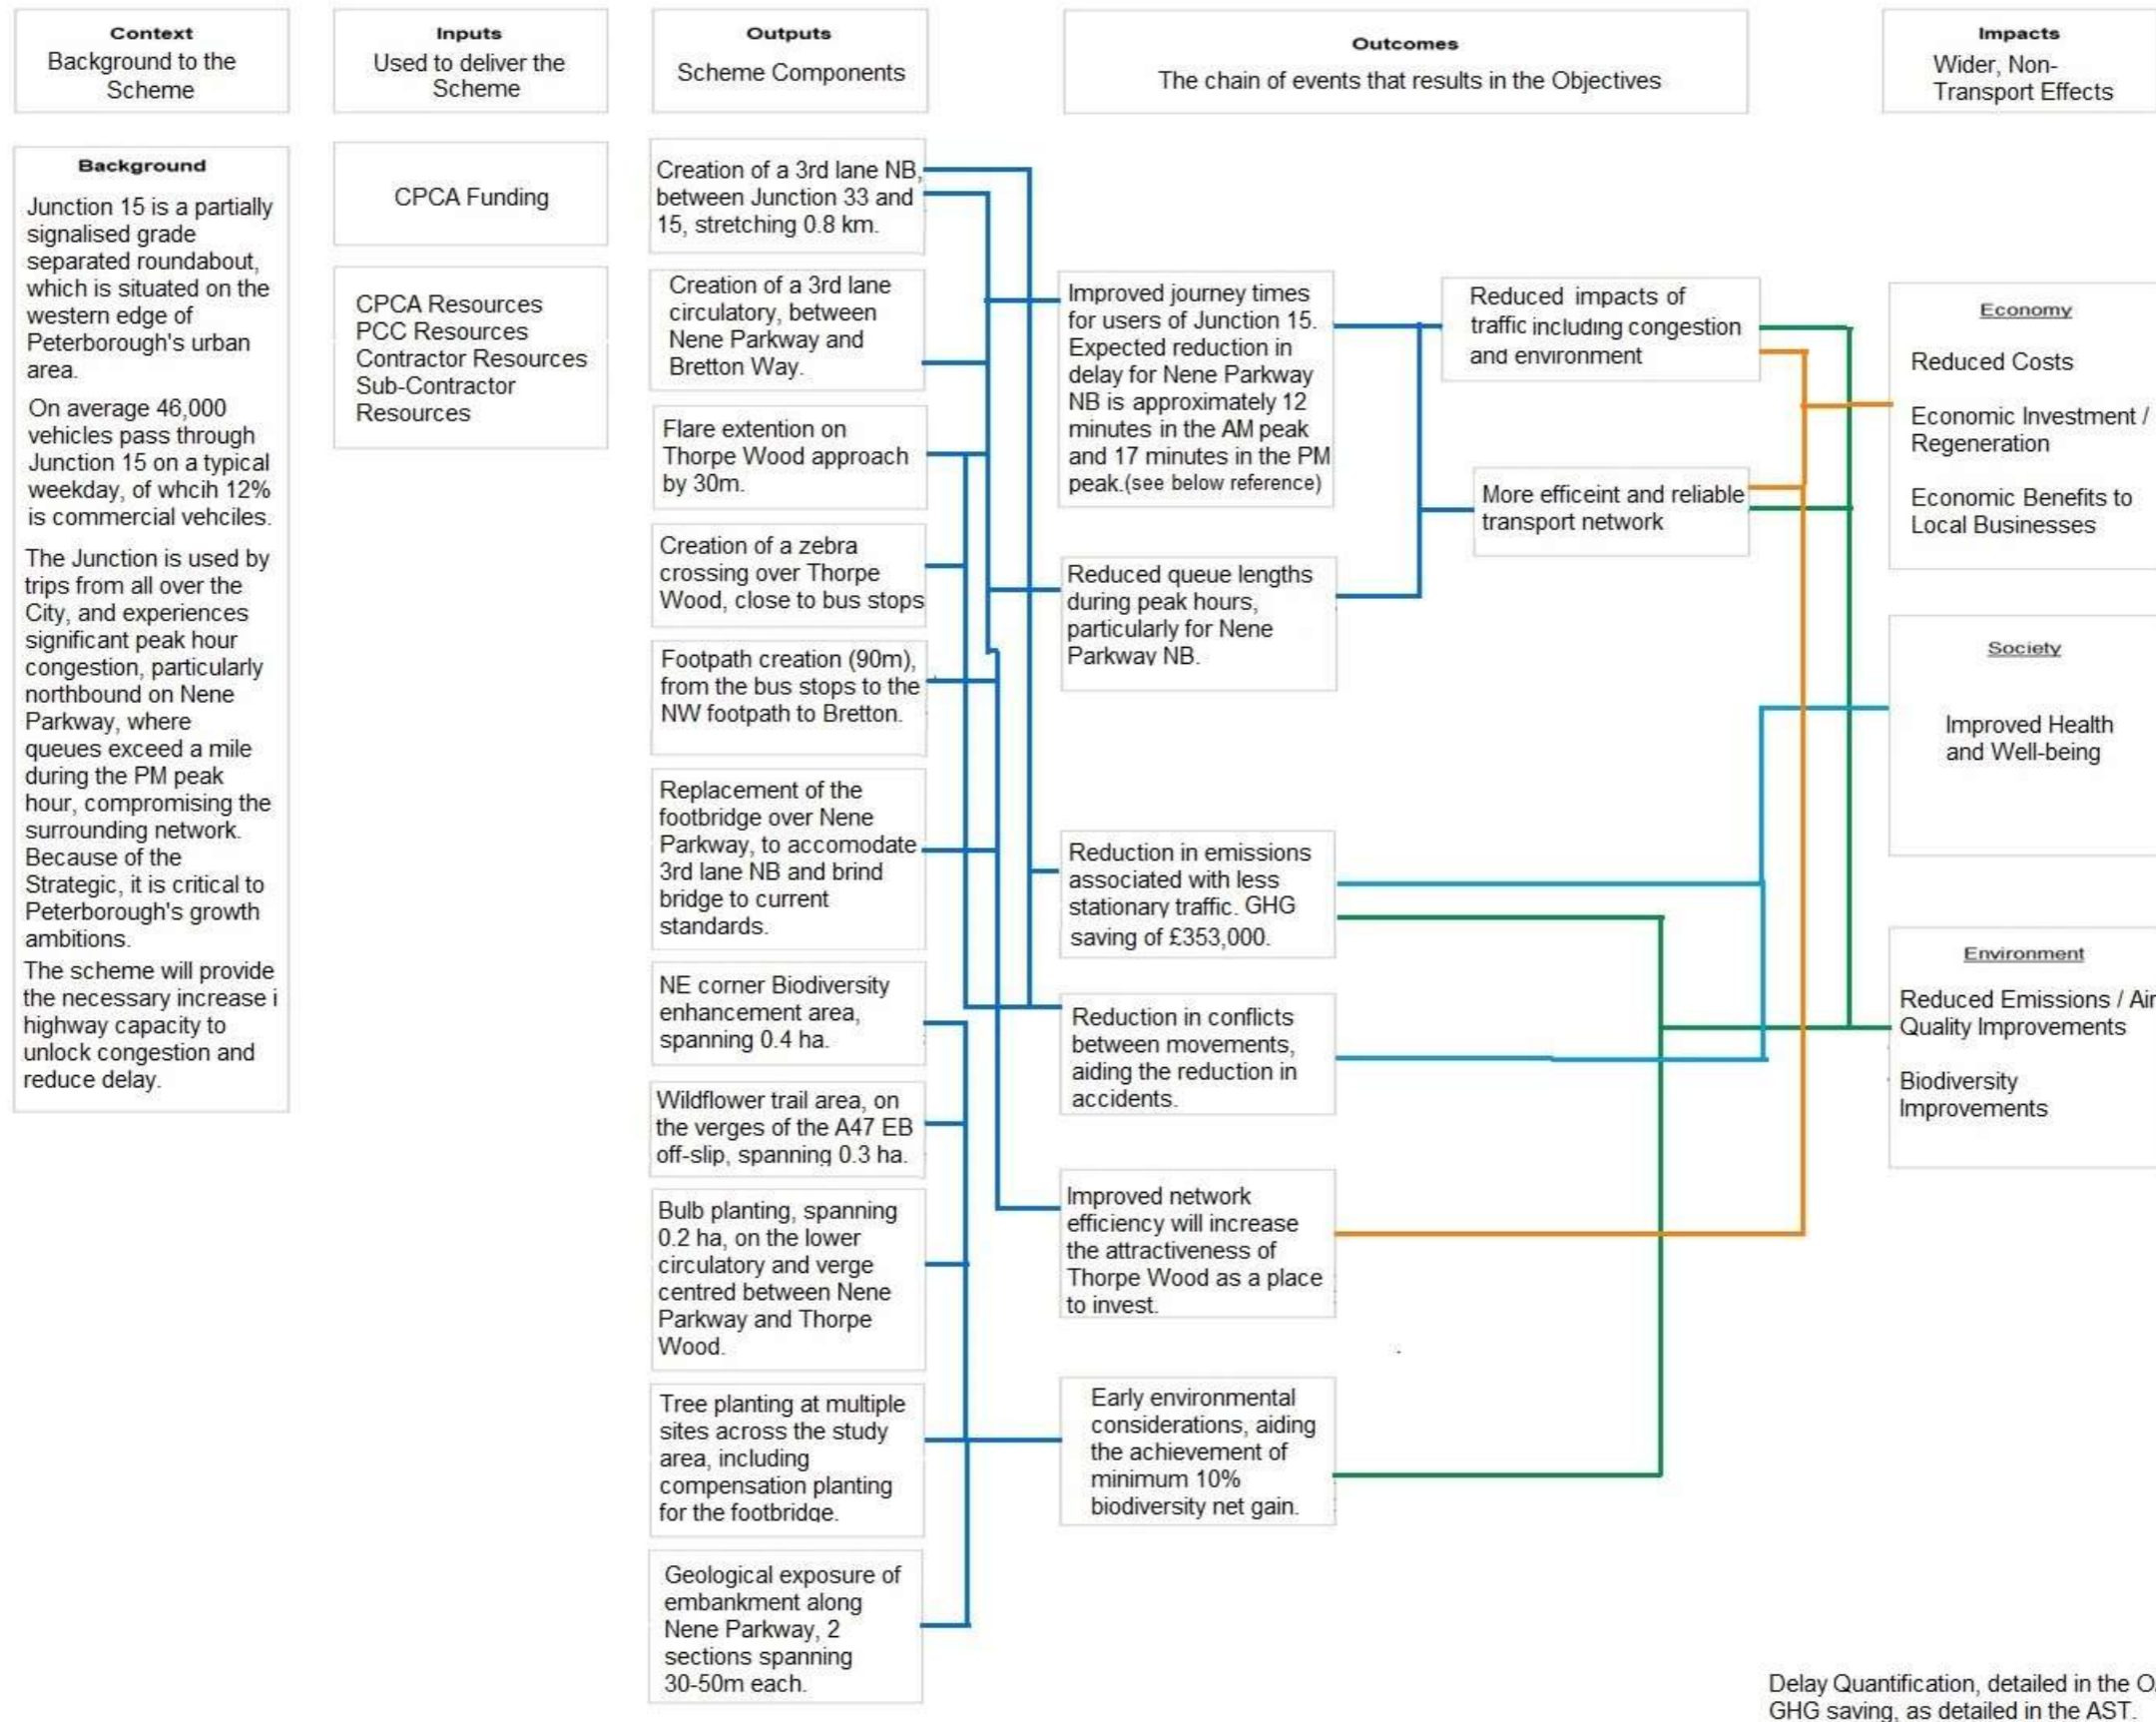 Context
Background to the
Scheme
Inputs
Used to deliver the
Scheme
Outputs
Scheme Components
Outcomes
The chain of events that results in the Objectives
Impacts
Wider, Non-
Transport Effects
Background
Junction 15 is a partially
signalised grade
separated roundabout,
which is situated on the
western edge of
Peterborough's urban
area.
On average 46,000
vehicles pass through
Junction 15 on a typical
weekday, of whcih 12%
is commercial vehciles.
The Junction is used by
trips from all over the
City, and experiences
significant peak hour
congestion, particularly
northbound on Nene
Parkway, where
queues exceed a mile
during the PM peak
hour, compromising the
surrounding network.
Because of the
Strategic, it is critical to
Peterborough's growth
ambitions.
The scheme will provide
the necessary increase i
highway capacity to
unlock congestion and
reduce delay.
CPCA Funding
CPCA Resources
PCC Resources
Contractor Resources
Sub-Contractor
Resources
Creation of a 3rd lane NB,
between Junction 33 and
15, stretching 0.8 km.
Creation of a 3rd lane
circulatory, between
Nene Parkway and
Bretton Way.
Flare extention on
Thorpe Wood approach
by 30m.
Creation of a zebra
crossing over Thorpe
Wood, close to bus stops
Footpath creation (90m),
from the bus stops to the
NW footpath to Bretton.
Replacement of the
footbridge over Nene
Parkway, to accomodate
3rd lane NB and brind
bridge to current
standards.
NE corner Biodiversity
enhancement area,
spanning 0.4 ha.
Wildflower trail area, on
the verges of the A47 EB
off-slip, spanning 0.3 ha.
Bulb planting, spanning
0.2 ha, on the lower
circulatory and verge
centred between Nene
Parkway and Thorpe
Wood.
Tree planting at multiple
sites across the study
area, including
compensation planting
for the footbridge.
Geological exposure of
embankment along
Nene Parkway, 2
sections spanning
30-50m each.
Improved journey times
for users of Junction 15.
Expected reduction in
delay for Nene Parkway
NB is approximately 12
minutes in the AM peak
and 17 minutes in the PM
peak.(see below reference)
Reduced queue lengths
during peak hours,
particularly for Nene
Parkway NB.
Reduction in emissions
associated with less
stationary traffic. GHG
saving of £353,000.
Reduction in conflicts
between movements,
aiding the reduction in
accidents.
Improved network
efficiency will increase
the attractiveness of
Thorpe Wood as a place
to invest.
Early environmental
considerations, aiding
the achievement of
minimum 10%
biodiversity net gain.
Reduced impacts of
traffic including congestion
and environment
More efficeint and reliable
transport network
Economy
Reduced Costs
Economic Investment /
Regeneration
Economic Benefits to
Local Businesses
Society
Improved Health
and Well-being
Environment
Reduced Emissions / Air
Quality Improvements
Biodiversity
Improvements
Delay Quantification, detailed in the
GHG saving, as detailed in the AST.